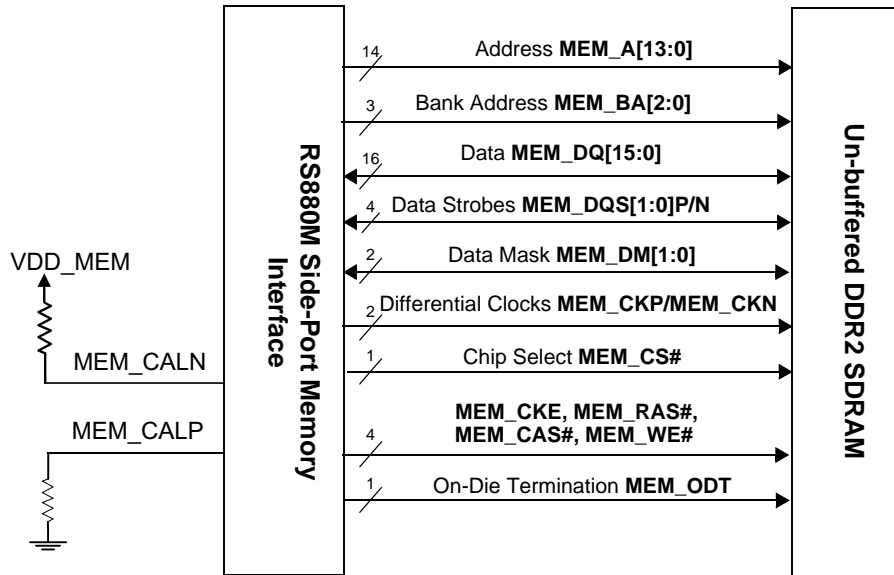 14
Address MEM_A[13:0]
3
Bank Address MEM_BA[2:0]
16
Data MEM_DQ[15:0]
4
Data Strobes MEM_DQS[1:0]P/N
2
Data Mask MEM_DM[1:0]
2
Differential Clocks MEM_CKP/MEM_CKN
1
Chip Select MEM_CS#
MEM_CKE, MEM_RAS#,
4
MEM_CAS#, MEM_WE#
1
On-Die Termination MEM_ODT
RS880M Side-Port Memory
Interface
Un-buffered DDR2 SDRAM
VDD_MEM
MEM_CALN
MEM_CALP